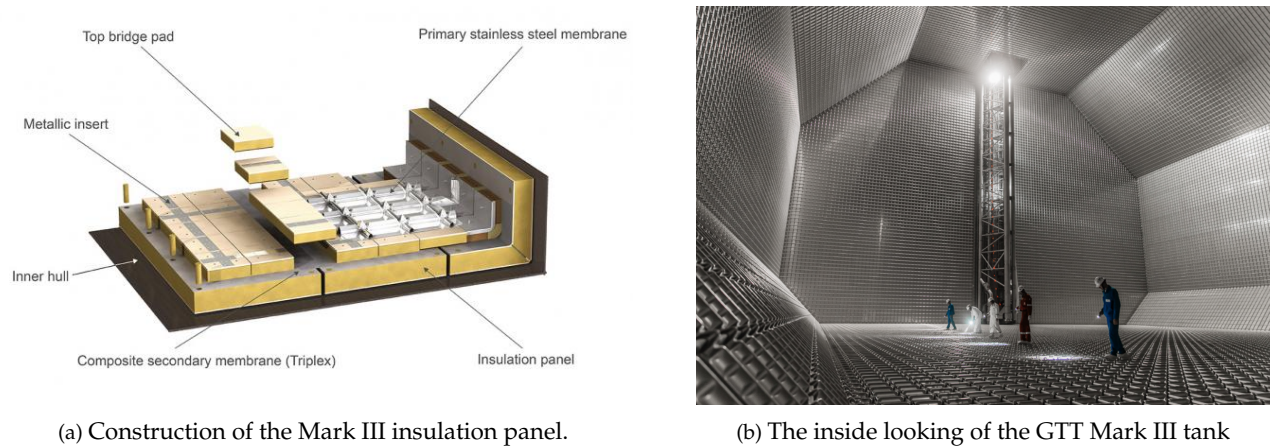 Top bridge pad
Primary stainless steel membrane
Metallic insert
Inner hull
Composite secondary membrane (Triplex)
Insulation panel
(a) Construction of the Mark III insulation panel.
(b) The inside looking of the GTT Mark III tank